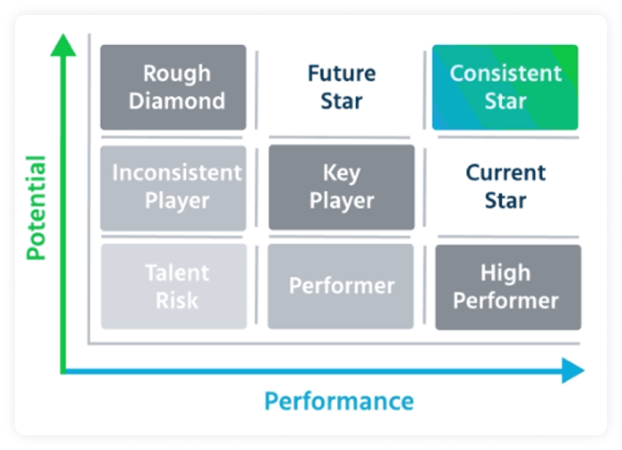 Rough
Diamond
Future
Star
Consistent
Star
Inconsistent
Player
Key
Player
Current
Star
Talent
Risk
Performer
High
Performer
Potential
Performance